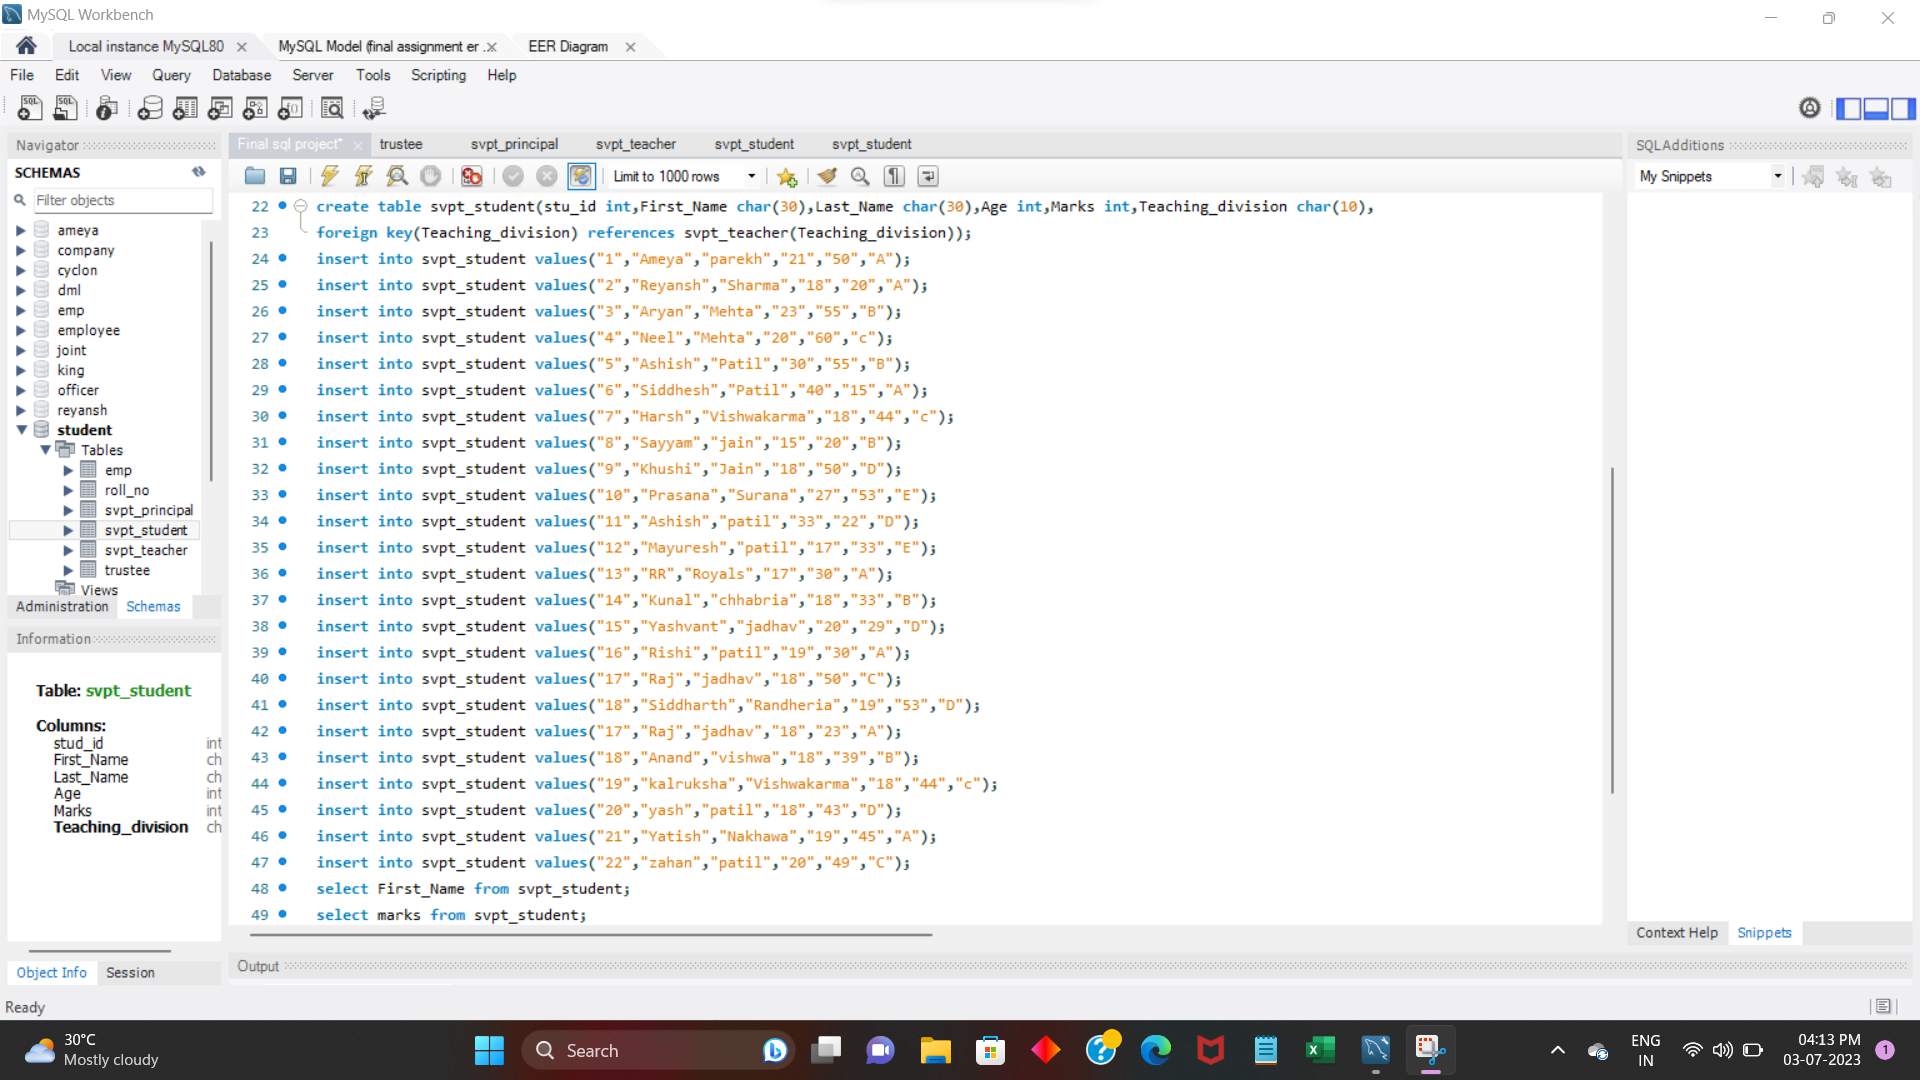 MySQL Workbench
Local instance MySQL80
MySQL Model (final assignment er ...
EER Diagram
File Edit View Query Database Server Tools Scripting Help
Navigator
SCHEMAS
Filter objects
ameya
company
cyclon
dml
emp
employee
joint
king
officer
reyansh
student
Tables
emp
roll_no
svpt_principal
svpt_student
svpt_teacher
trustee
Views
Administration Schemas
Information
Table: svpt_student
Columns:
stud_id int
First_Name ch
Last_Name ch
Age int
Marks int
Teaching_division ch
Object Info Session
Final sql project* trustee svpt_principal svpt_teacher svpt_student svpt_student
Limit to 1000 rows
22 create table svpt_student(stu_id int,First_Name char(30),Last_Name char(30),Age int,Marks int,Teaching_division char(10),
23 foreign key(Teaching_division) references svpt_teacher(Teaching_division));
24 insert into svpt_student values("1","Ameya","parekh","21","50","A");
25 insert into svpt_student values("2","Reyansh","Sharma","18","20","A");
26 insert into svpt_student values("3","Aryan","Mehta","23","55","B");
27 insert into svpt_student values("4","Neel","Mehta","20","60","c");
28 insert into svpt_student values("5","Ashish","Patil","30","55","B");
29 insert into svpt_student values("6","Siddhesh","Patil","40","15","A");
30 insert into svpt_student values("7","Harsh","Vishwakarma","18","44","c");
31 insert into svpt_student values("8","Sayyam","jain","15","20","B");
32 insert into svpt_student values("9","Khushi","Jain","18","50","D");
33 insert into svpt_student values("10","Prasana","Surana","27","53","E");
34 insert into svpt_student values("11","Ashish","patil","33","22","D");
35 insert into svpt_student values("12","Mayuresh","patil","17","33","E");
36 insert into svpt_student values("13","RR","Royals","17","30","A");
37 insert into svpt_student values("14","Kunal","chhabria","18","33","B");
38 insert into svpt_student values("15","Yashvant","jadhav","20","29","D");
39 insert into svpt_student values("16","Rishi","patil","19","30","A");
40 insert into svpt_student values("17","Raj","jadhav","18","50","C");
41 insert into svpt_student values("18","Siddharth","Randheria","19","53","D");
42 insert into svpt_student values("17","Raj","jadhav","18","23","A");
43 insert into svpt_student values("18","Anand","vishwa","18","39","B");
44 insert into svpt_student values("19","kalruksha","Vishwakarma","18","44","c");
45 insert into svpt_student values("20","yash","patil","18","43","D");
46 insert into svpt_student values("21","Yatish","Nakhawa","19","45","A");
47 insert into svpt_student values("22","zahan","patil","20","49","C");
48 select First_Name from svpt_student;
49 select marks from svpt_student;
Output
SQLAdditions
My Snippets
Context Help Snippets
Ready
30°C
Mostly cloudy
Search
ENG
IN
04:13 PM
03-07-2023
1